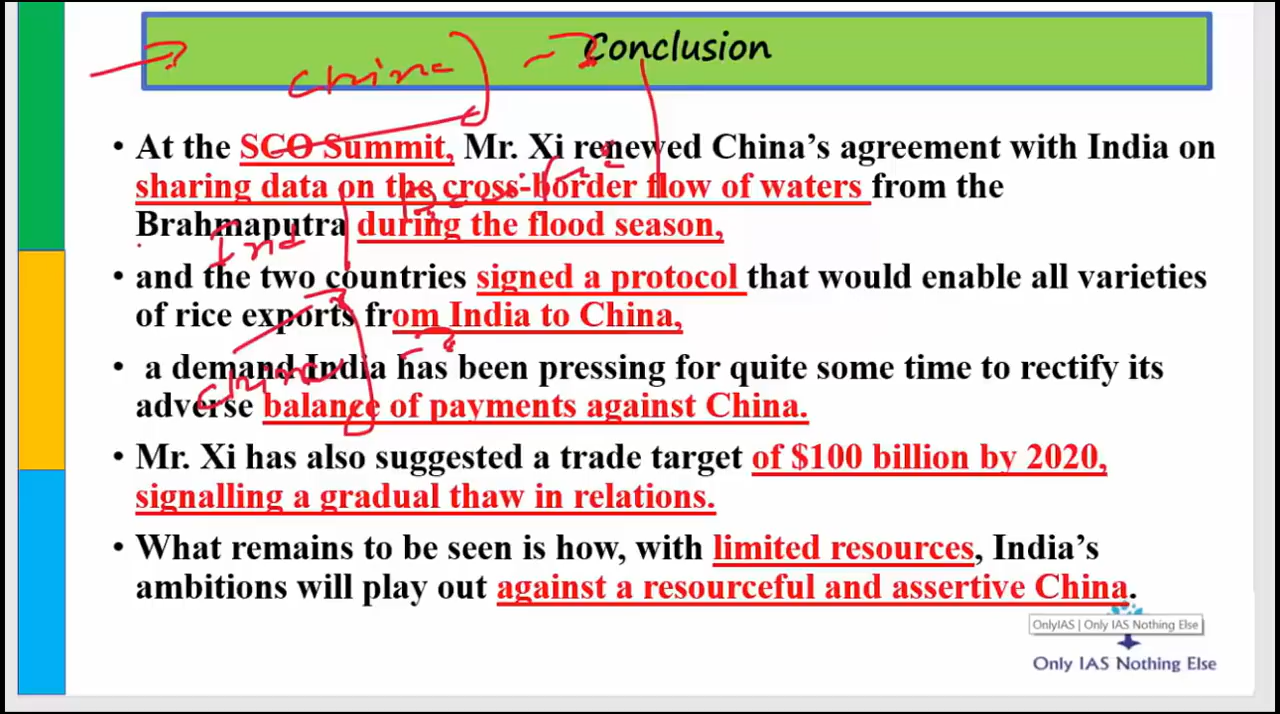 Conclusion
China
• At the SCO Summit, Mr. Xi renewed China's agreement with India on
sharing data on the cross-border flow of waters from the
Brahmaputra during the flood season,
Ind
• and the two countries signed a protocol that would enable all varieties
of rice exports from India to China,
• a demand India has been pressing for quite some time to rectify its
China
adverse balance of payments against China.
• Mr. Xi has also suggested a trade target of $100 billion by 2020,
signalling a gradual thaw in relations.
• What remains to be seen is how, with limited resources, India's
ambitions will play out against a resourceful and assertive China.
OnlyIAS | Only IAS Nothing Else
Only IAS Nothing Else